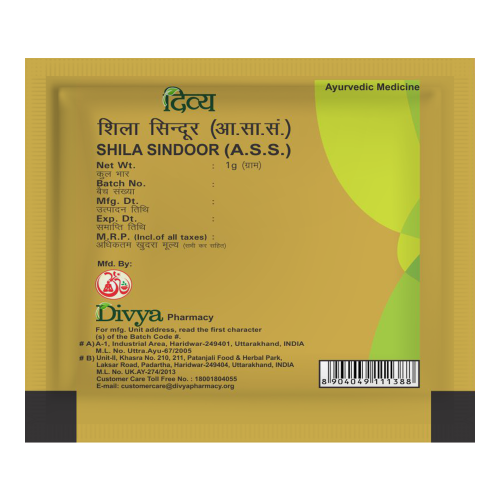 Ayurvedic Medicine
दिव्य
शिला सिन्दूर (आ.सा.सं.)
SHILA SINDOOR (A.S.S.)
Net Wt. : 1g (ग्राम)
कुल भार
Batch No. :
बैच संख्या
Mfg. Dt. :
उत्पादन तिथि
Exp. Dt. :
समाप्ति तिथि
M.R.P. (Incl.of all taxes) :
अधिकतम खुदरा मूल्य (सभी कर सहित)
Mfd. By:
Divya Pharmacy
For mfg. Unit address, read the first character
(s) of the Batch Code #.
# A) A-1, Industrial Area, Haridwar-249401, Uttarakhand, INDIA
M.L. No. Uttra.Ayu-67/2005
# B) Unit-II, Khasra No. 210, 211, Patanjali Food & Herbal Park,
Laksar Road, Padartha, Haridwar-249404, Uttarakhand, INDIA
M.L. No. UK.AY-274/2013
Customer Care Toll Free No. : 18001804055
E-mail: customercare@divyapharmacy.org
8904049111388